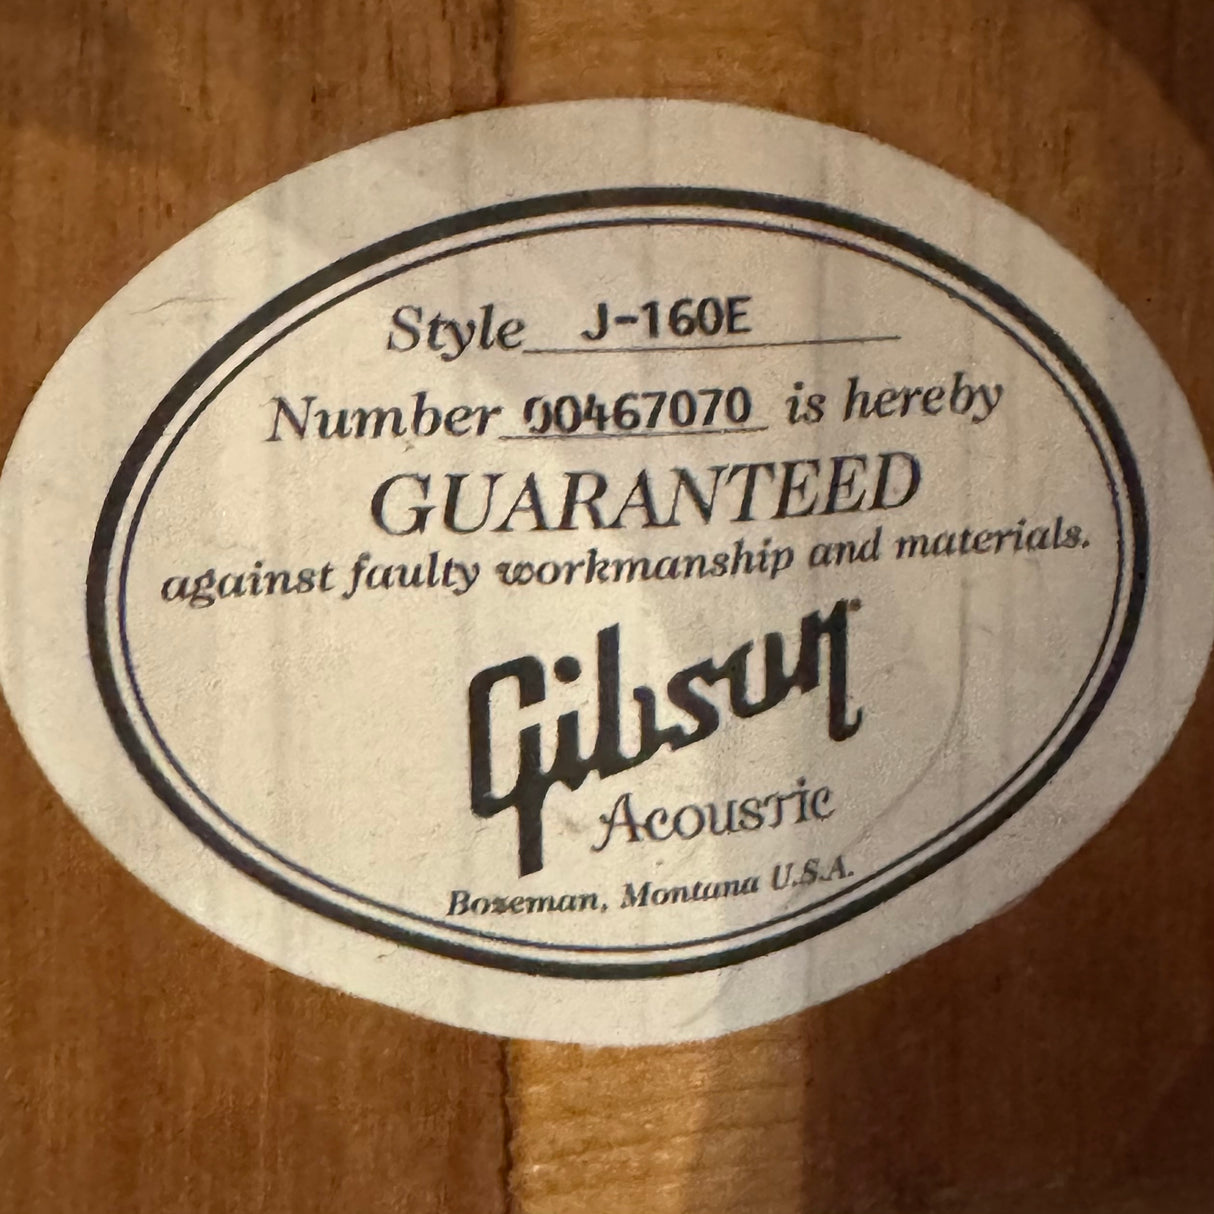 Style J-160E
Number 00467070 is hereby
GUARANTEED
against faulty workmanship and materials.
Gibson
Acoustic
Bozeman, Montana U.S.A.